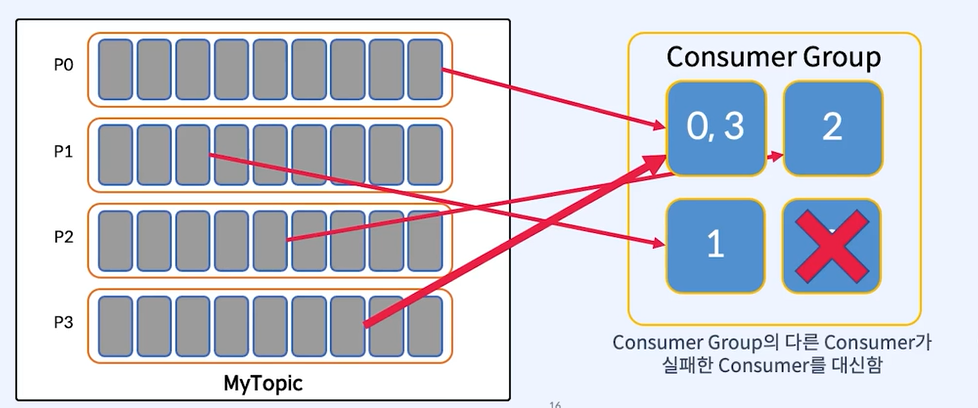 P0
P1
P2
P3
MyTopic
Consumer Group
0, 3
2
1
Consumer Group의 다른 Consumer가
실패한 Consumer를 대신함
16